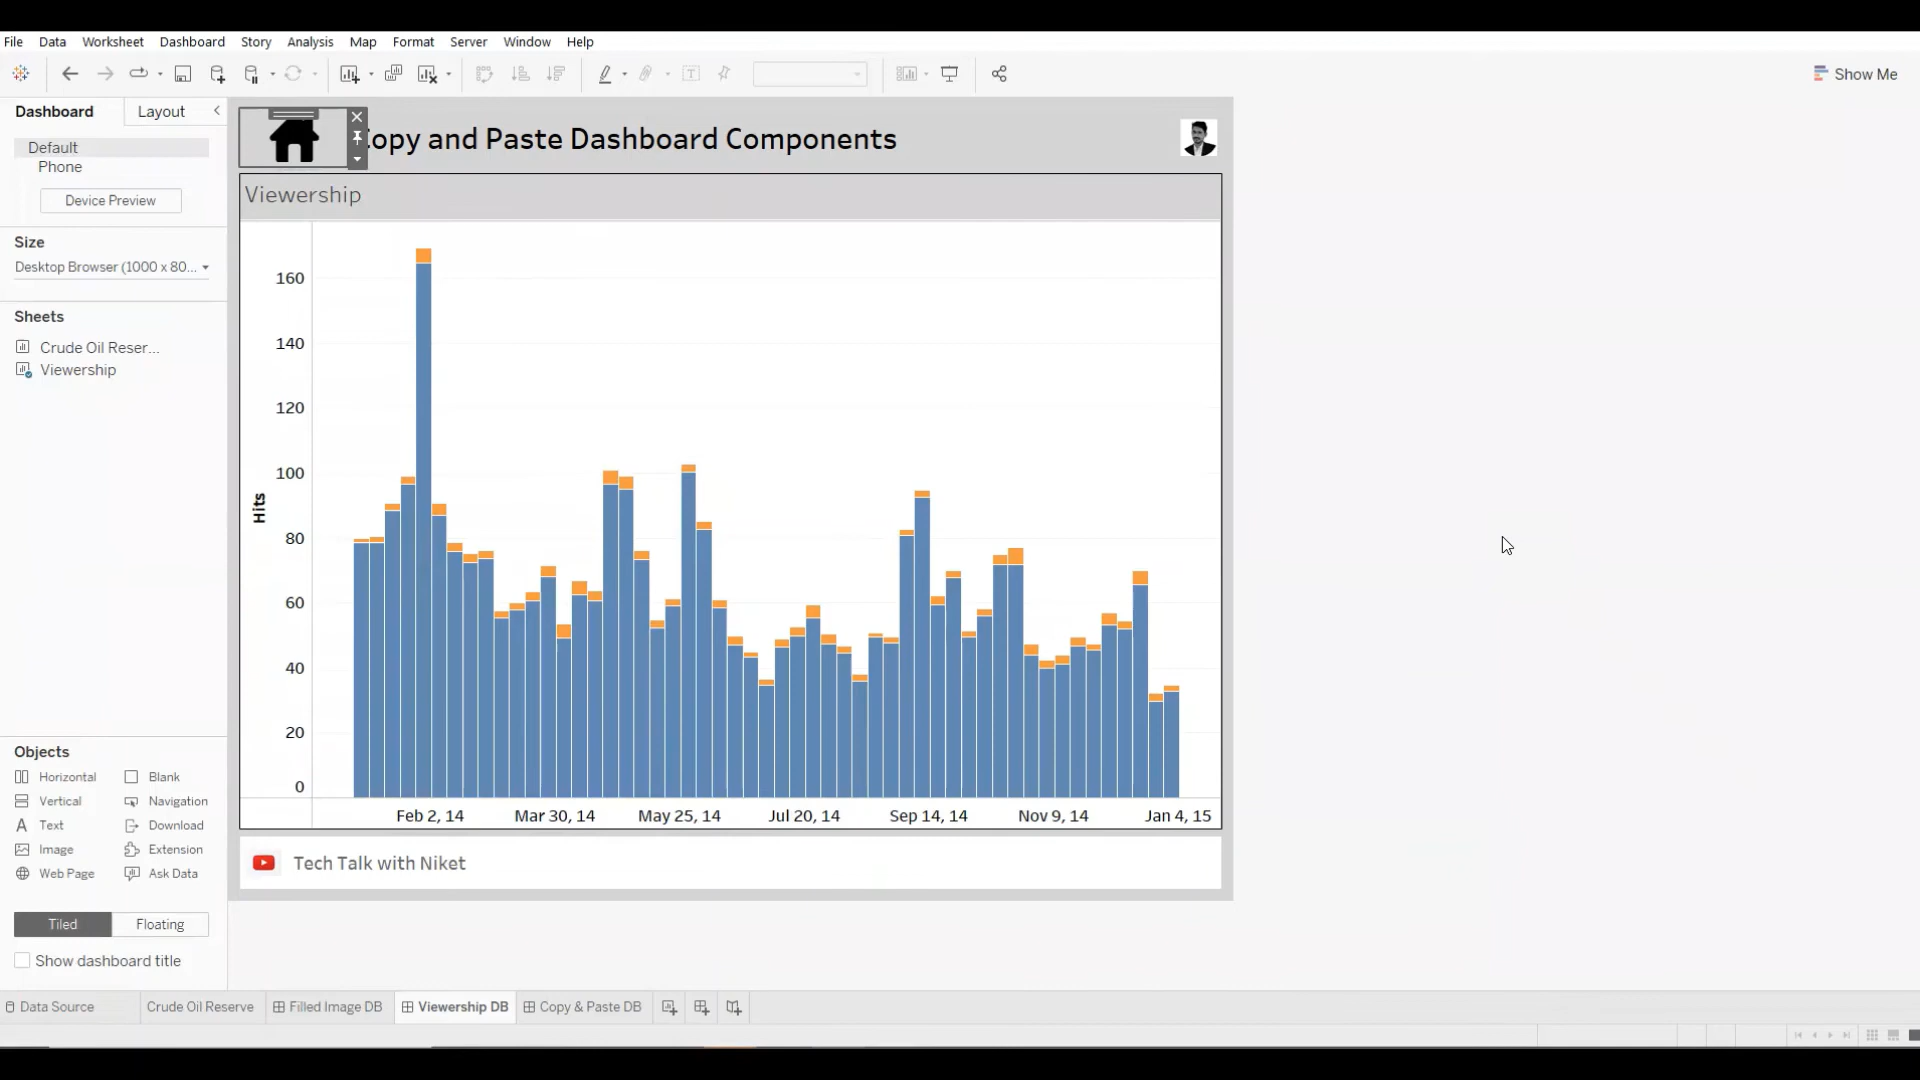 File Data Worksheet Dashboard Story Analysis Map Format Server Window Help
Show Me
Dashboard Layout
Default
Phone
Device Preview
Size
Desktop Browser (1000 x 80...
Sheets
Crude Oil Reser...
Viewership
Objects
Horizontal Blank
Vertical Navigation
Text Download
Image Extension
Web Page Ask Data
Tiled Floating
Show dashboard title
opy and Paste Dashboard Components
Viewership
160
140
120
100
80
60
40
20
0
Hits
Feb 2, 14 Mar 30, 14 May 25, 14 Jul 20, 14 Sep 14, 14 Nov 9, 14 Jan 4, 15
Tech Talk with Niket
Data Source Crude Oil Reserve Filled Image DB Viewership DB Copy & Paste DB